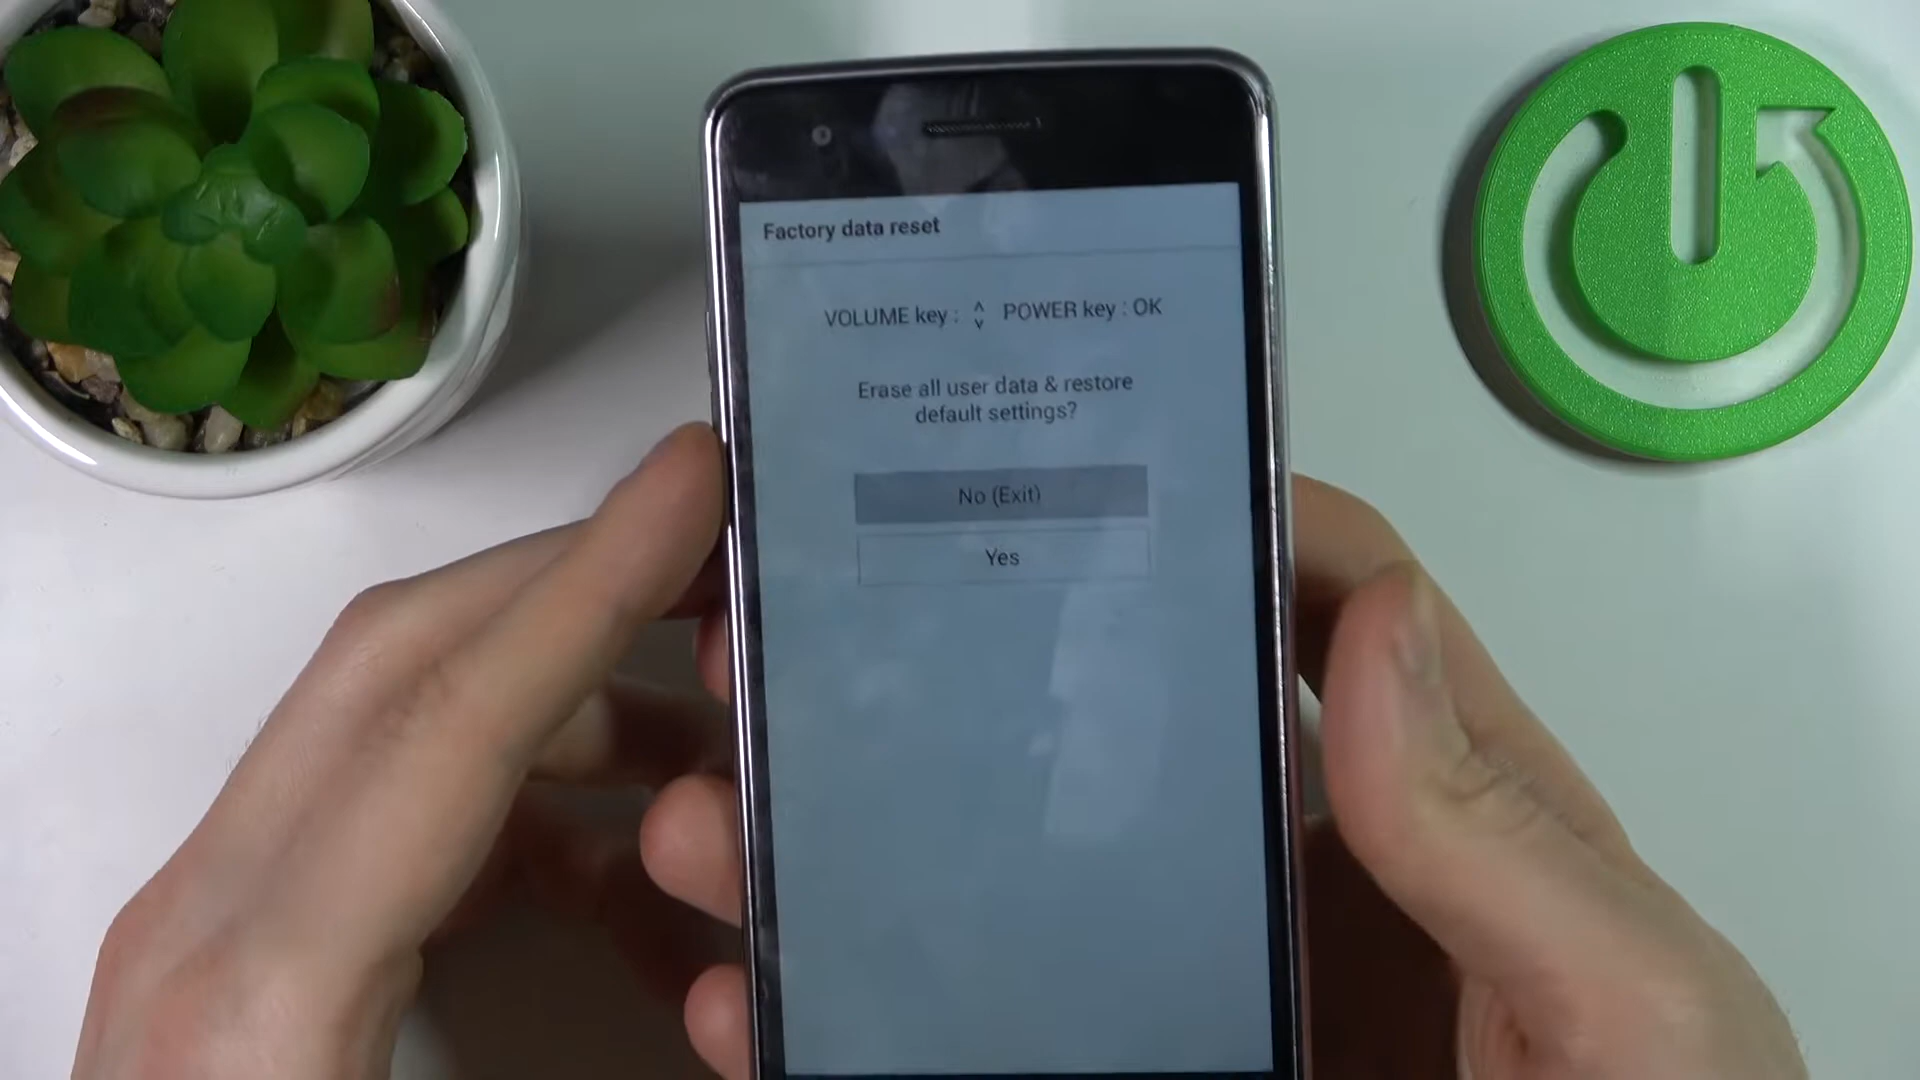 Factory data reset
VOLUME key : ^ v POWER key : OK
Erase all user data & restore
default settings?
No (Exit)
Yes